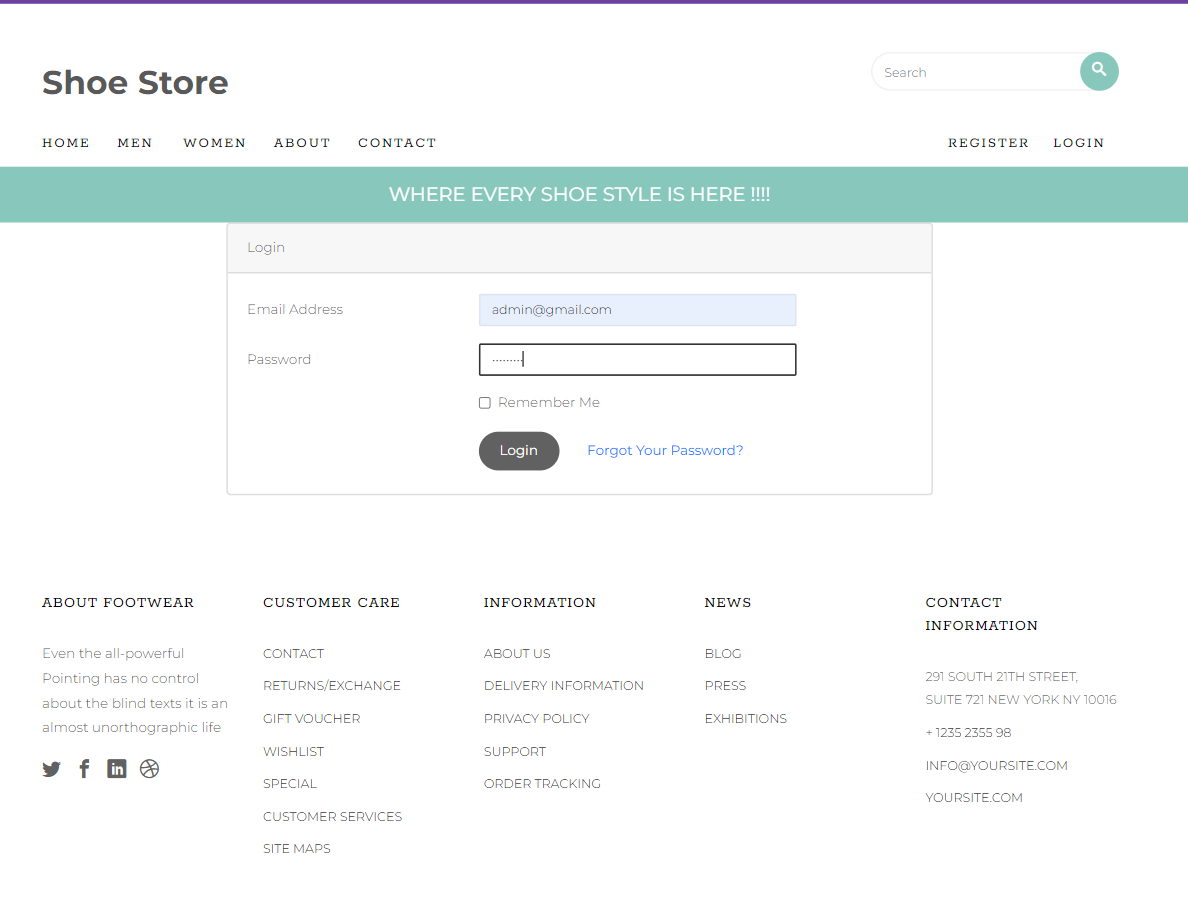 Shoe Store
Search
HOME MEN WOMEN ABOUT CONTACT REGISTER LOGIN
WHERE EVERY SHOE STYLE IS HERE !!!!
Login
Email Address admin@gmail.com
Password
Remember Me
Login Forgot Your Password?
ABOUT FOOTWEAR
Even the all-powerful
Pointing has no control
about the blind texts it is an
almost unorthographic life
CUSTOMER CARE
CONTACT
RETURNS/EXCHANGE
GIFT VOUCHER
WISHLIST
SPECIAL
CUSTOMER SERVICES
SITE MAPS
INFORMATION
ABOUT US
DELIVERY INFORMATION
PRIVACY POLICY
SUPPORT
ORDER TRACKING
NEWS
BLOG
PRESS
EXHIBITIONS
CONTACT
INFORMATION
291 SOUTH 21TH STREET,
SUITE 721 NEW YORK NY 10016
+ 1235 2355 98
INFO@YOURSITE.COM
YOURSITE.COM